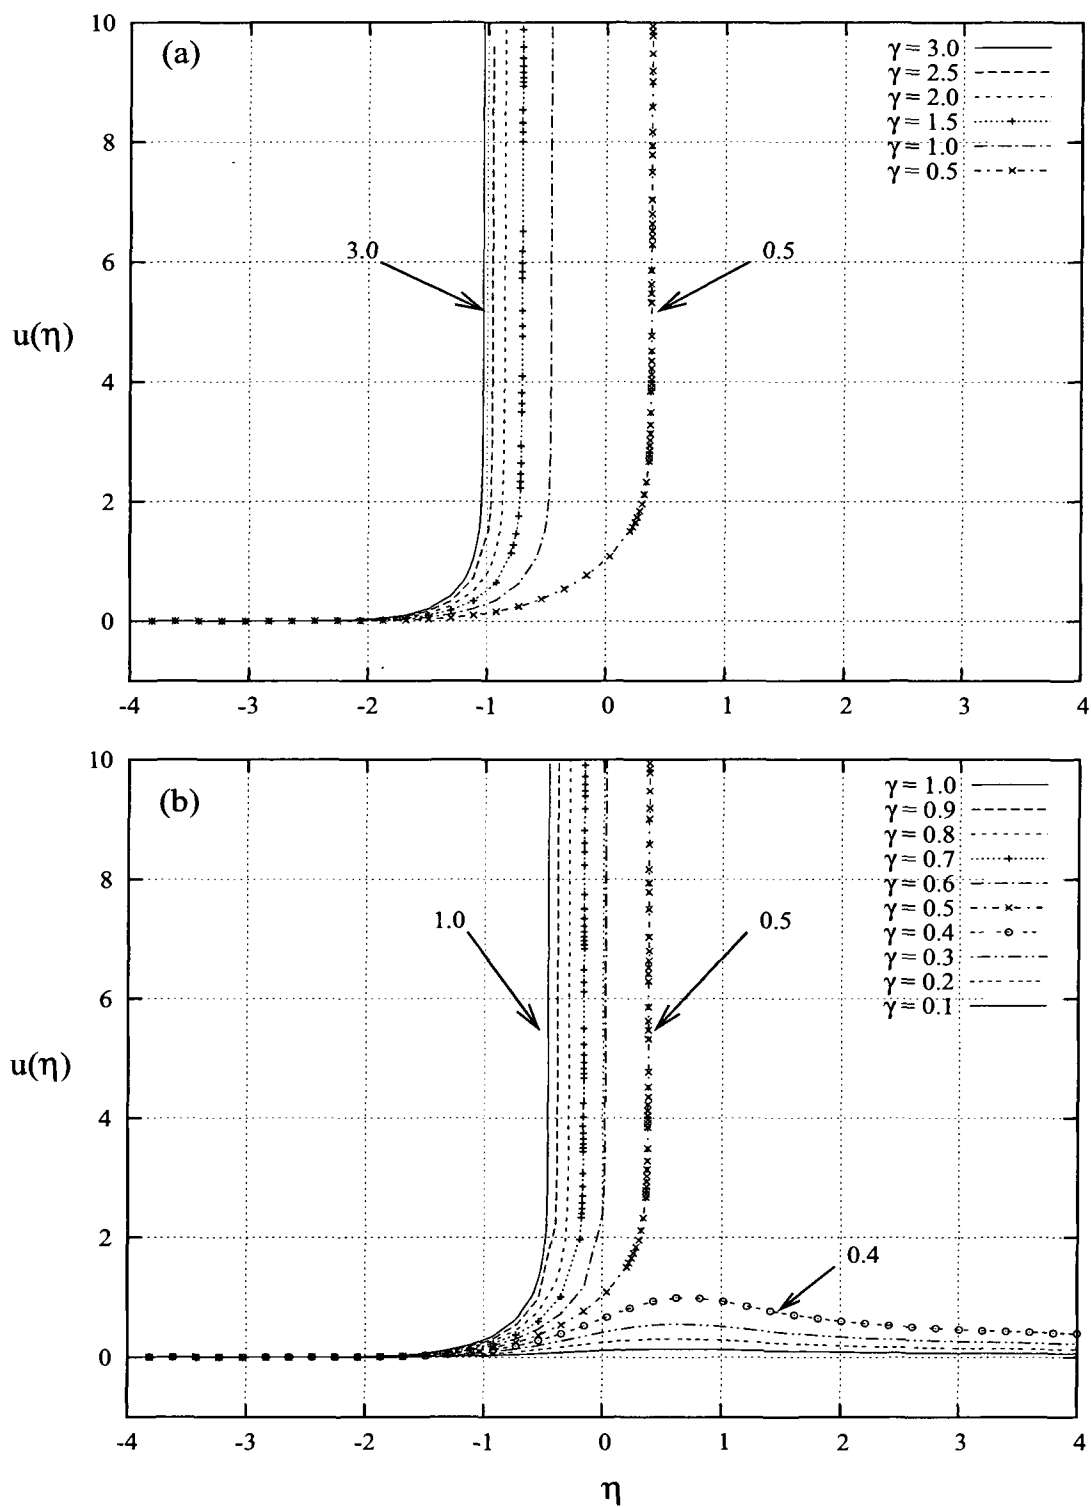 10
(a)
γ = 3.0
γ = 2.5
γ = 2.0
γ = 1.5
γ = 1.0
γ = 0.5
8
3.0
0.5
6
u(η)
4
2
0
-4 -3 -2 -1 0 1 2 3 4
10
(b)
γ = 1.0
γ = 0.9
γ = 0.8
γ = 0.7
γ = 0.6
γ = 0.5
γ = 0.4
γ = 0.3
γ = 0.2
γ = 0.1
8
1.0
0.5
6
u(η)
4
2
0.4
0
-4 -3 -2 -1 0 1 2 3 4
η